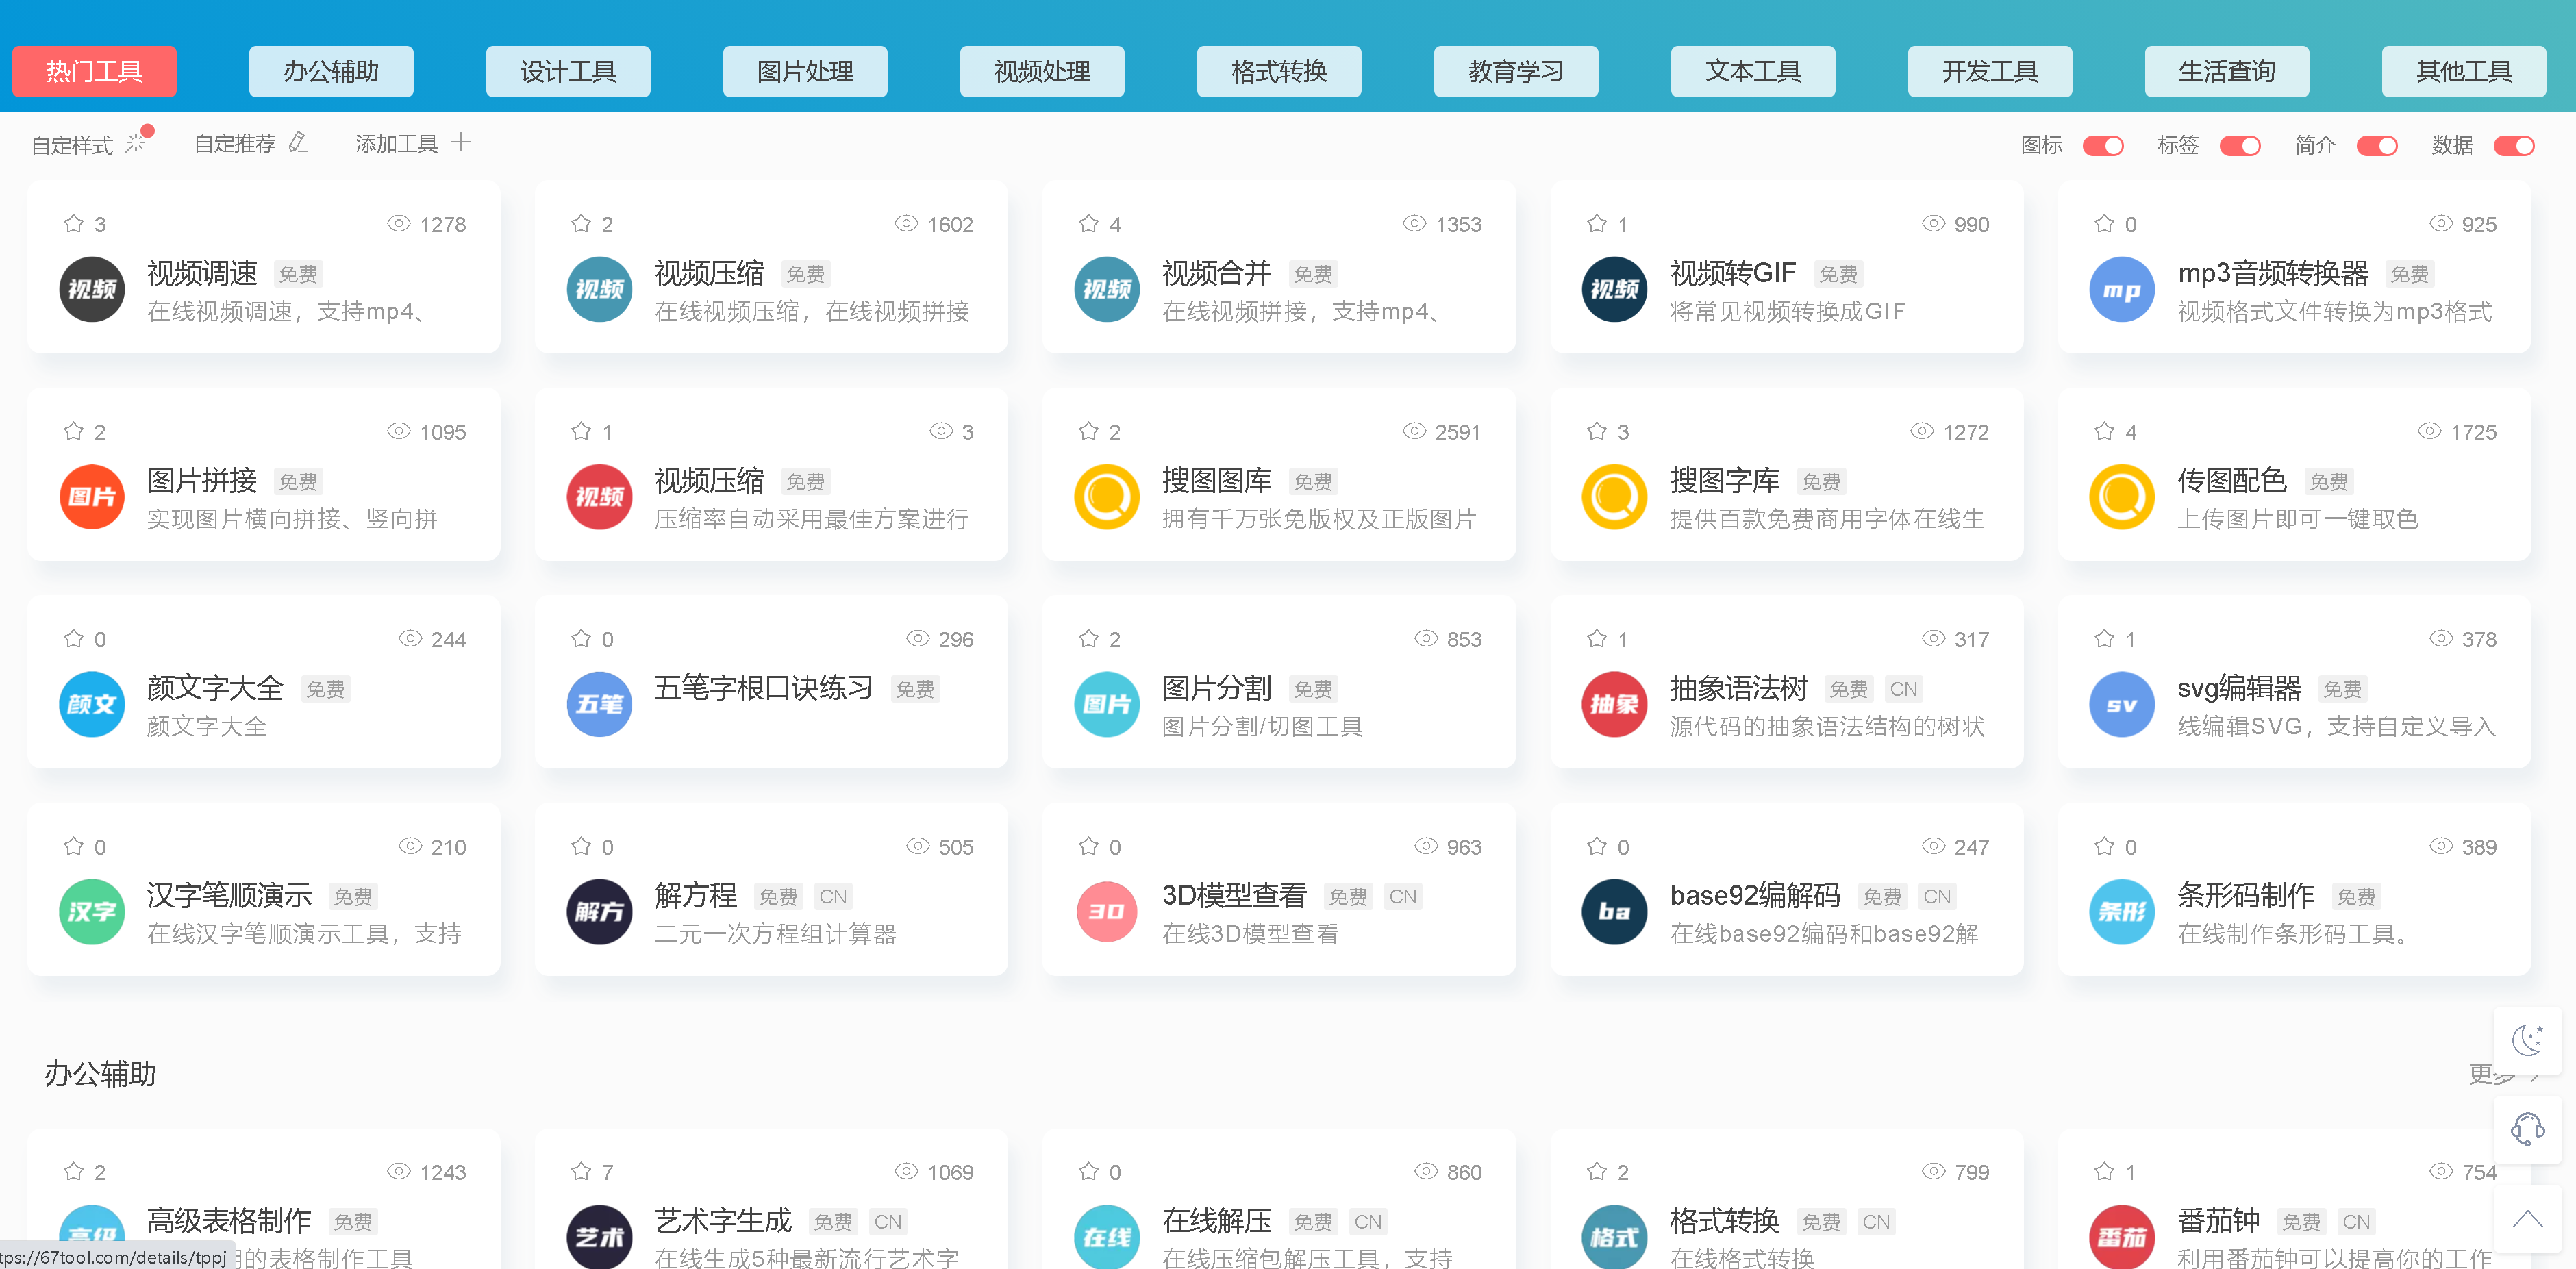 热门工具 办公辅助 设计工具 图片处理 视频处理 格式转换 教育学习 文本工具 开发工具 生活查询 其他工具
自定样式 自定推荐 添加工具 图标 标签 简介 数据
3 1278 2 1602 4 1353 1 990 0 925
视频 视频调速 免费 视频 视频压缩 免费 视频 视频合并 免费 视频 视频转GIF 免费 mp mp3音频转换器 免费
在线视频调速，支持mp4、 在线视频压缩，在线视频拼接 在线视频拼接，支持mp4、 将常见视频转换成GIF 视频格式文件转换为mp3格式
2 1095 1 3 2 2591 3 1272 4 1725
图片 图片拼接 免费 视频 视频压缩 免费 搜图图库 免费 搜图字库 免费 传图配色 免费
实现图片横向拼接、竖向拼 压缩率自动采用最佳方案进行 拥有千万张免版权及正版图片 提供百款免费商用字体在线生 上传图片即可一键取色
0 244 0 296 2 853 1 317 1 378
颜文 颜文字大全 免费 五笔 五笔字根口诀练习 免费 图片 图片分割 免费 抽象 抽象语法树 免费 CN sv svg编辑器 免费
颜文字大全 图片分割/切图工具 源代码的抽象语法结构的树状 线编辑SVG，支持自定义导入
0 210 0 505 0 963 0 247 0 389
汉字 汉字笔顺演示 免费 解方 解方程 免费 CN 3D 3D模型查看 免费 CN ba base92编解码 免费 CN 条形 条形码制作 免费
在线汉字笔顺演示工具，支持 二元一次方程组计算器 在线3D模型查看 在线base92编码和base92解 在线制作条形码工具。
办公辅助 更多
2 1243 7 1069 0 860 2 799 1 754
高级 高级表格制作 免费 艺术 艺术字生成 免费 CN 在线 在线解压 免费 CN 格式 格式转换 免费 CN 番茄 番茄钟 免费 CN
的表格制作工具 在线生成5种最新流行艺术字 在线压缩包解压工具，支持 在线格式转换 利用番茄钟可以提高你的工作
tps://67tool.com/details/tppj